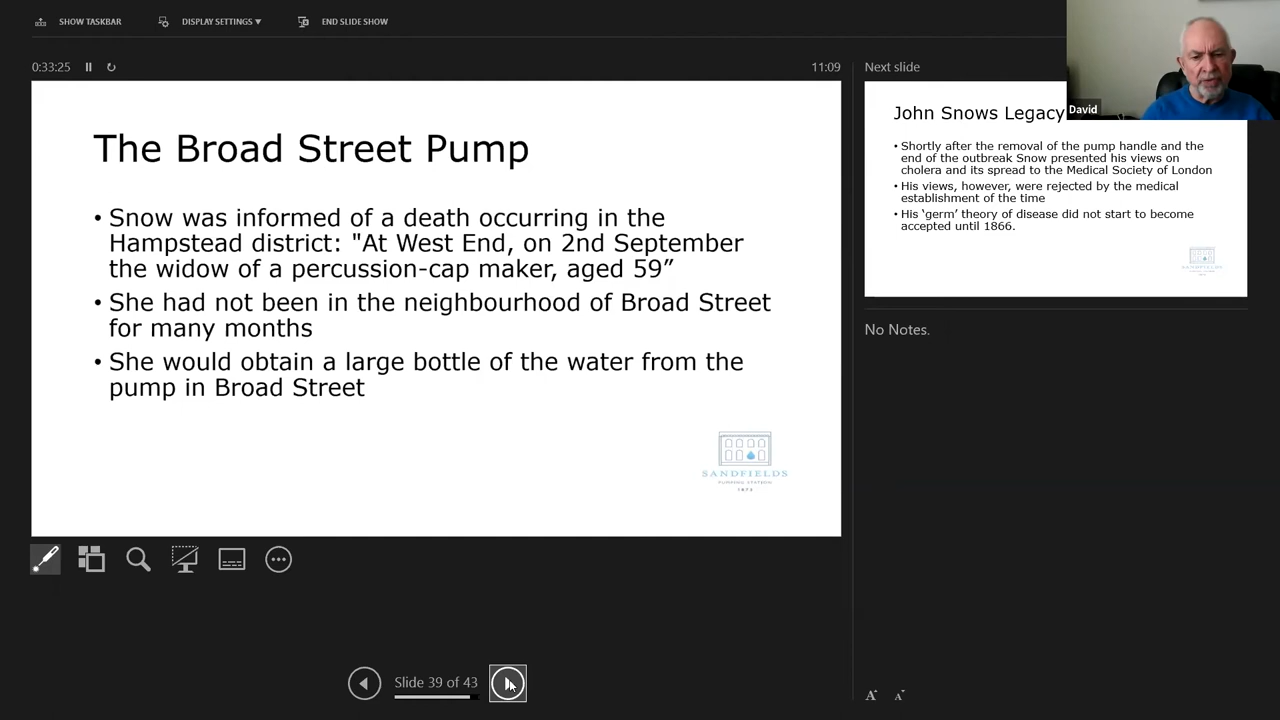 SHOW TASKBAR
DISPLAY SETTINGS ▼
END SLIDE SHOW
0:33:25
11:09
Next slide
David
The Broad Street Pump
• Snow was informed of a death occurring in the
Hampstead district: "At West End, on 2nd September
the widow of a percussion-cap maker, aged 59”
• She had not been in the neighbourhood of Broad Street
for many months
• She would obtain a large bottle of the water from the
pump in Broad Street
SANDFIELDS
PUMPING STATION
1873
John Snows Legacy
• Shortly after the removal of the pump handle and the
end of the outbreak Snow presented his views on
cholera and its spread to the Medical Society of London
• His views, however, were rejected by the medical
establishment of the time
• His ‘germ’ theory of disease did not start to become
accepted until 1866.
No Notes.
Slide 39 of 43
A
A